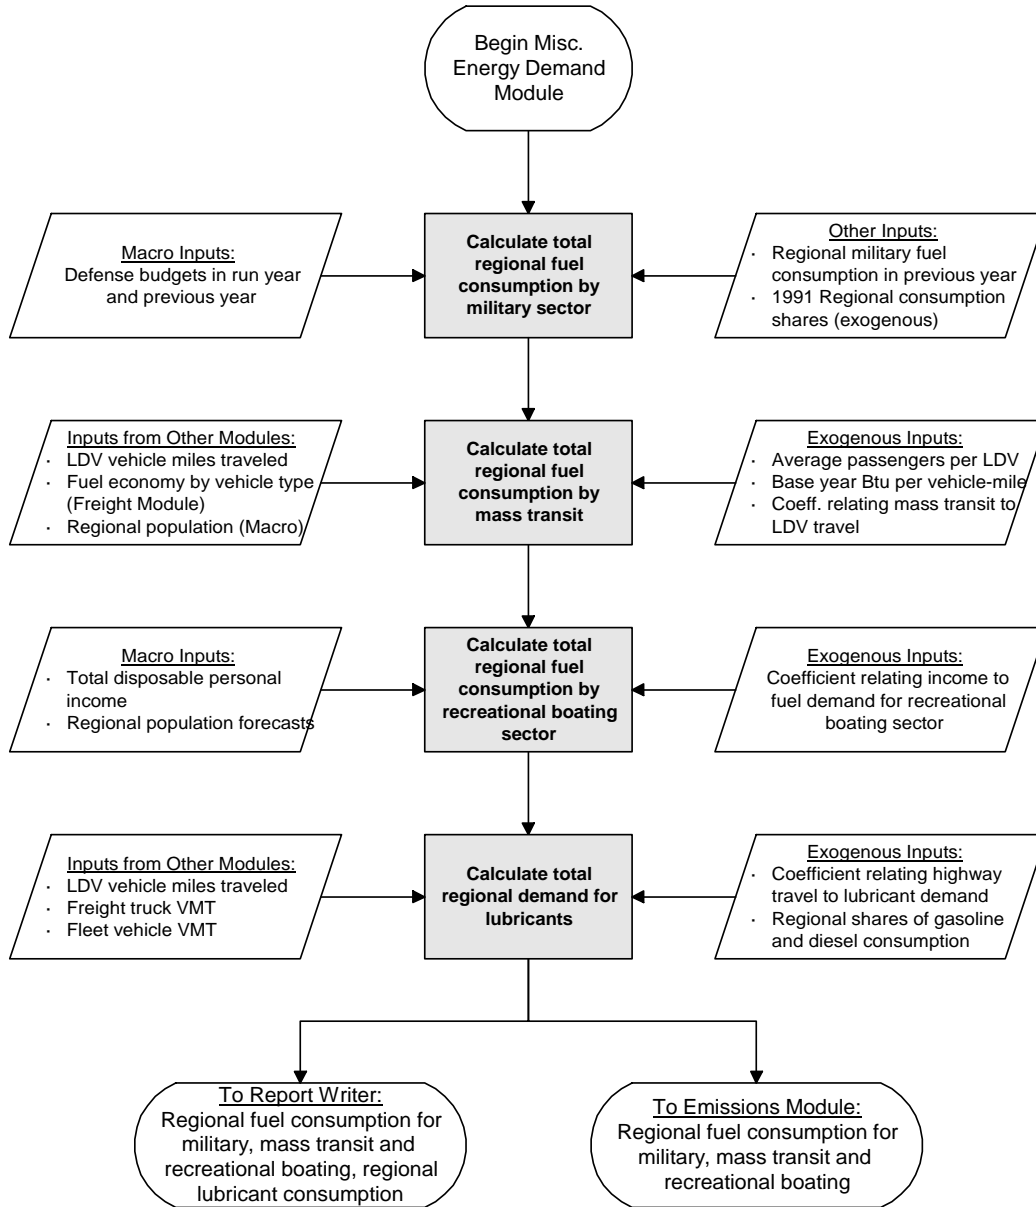 Begin Misc.
Energy Demand
Module
Macro Inputs:
Defense budgets in run year
and previous year
Calculate total
regional fuel
consumption by
military sector
Other Inputs:
· Regional military fuel
consumption in previous year
· 1991 Regional consumption
shares (exogenous)
Inputs from Other Modules:
· LDV vehicle miles traveled
· Fuel economy by vehicle type
(Freight Module)
· Regional population (Macro)
Calculate total
regional fuel
consumption by
mass transit
Exogenous Inputs:
· Average passengers per LDV
· Base year Btu per vehicle-mile
· Coeff. relating mass transit to
LDV travel
Macro Inputs:
· Total disposable personal
income
· Regional population forecasts
Calculate total
regional fuel
consumption by
recreational boating
sector
Exogenous Inputs:
Coefficient relating income to
fuel demand for recreational
boating sector
Inputs from Other Modules:
· LDV vehicle miles traveled
· Freight truck VMT
· Fleet vehicle VMT
Calculate total
regional demand for
lubricants
Exogenous Inputs:
· Coefficient relating highway
travel to lubricant demand
· Regional shares of gasoline
and diesel consumption
To Report Writer:
Regional fuel consumption for
military, mass transit and
recreational boating, regional
lubricant consumption
To Emissions Module:
Regional fuel consumption for
military, mass transit and
recreational boating